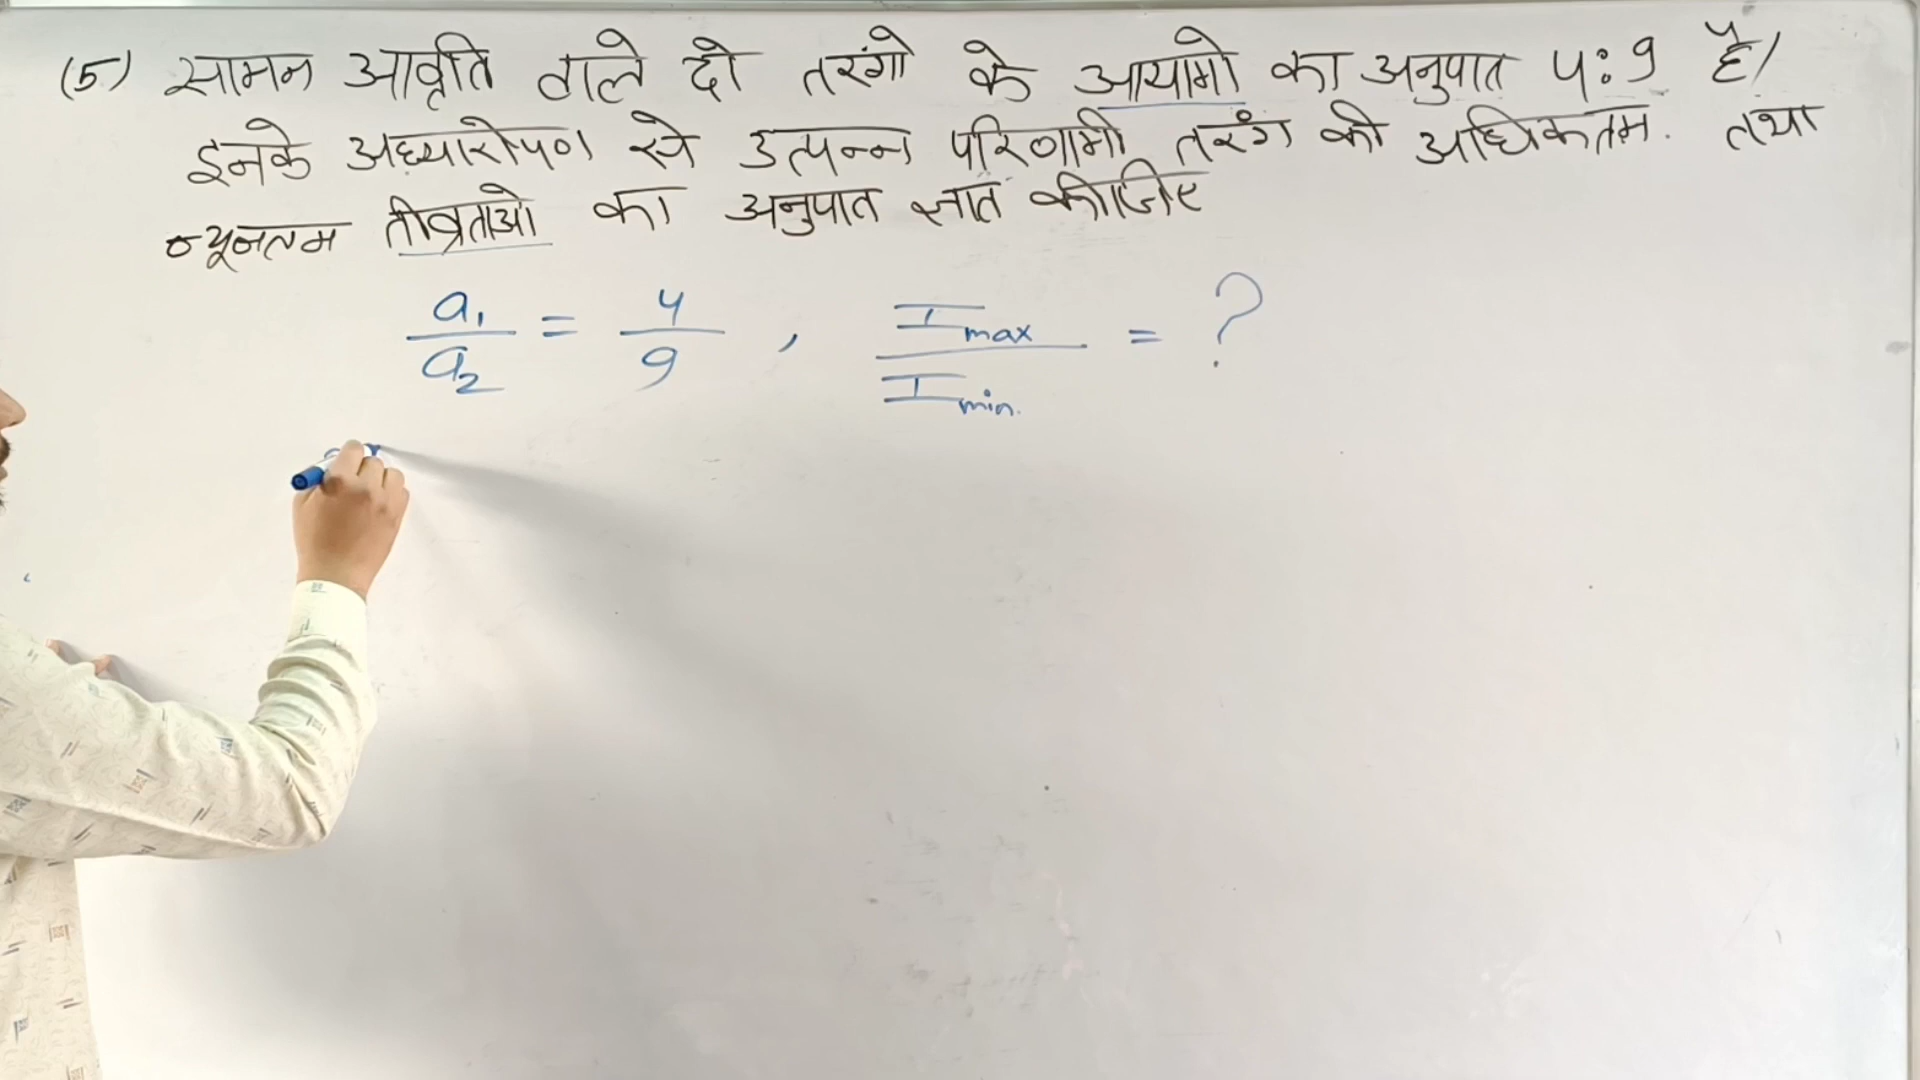 (5) सामन आवृति वाले दो तरंगो के आयामो का अनुपात 4:9 है/
इनके अध्यारोपण से उत्पन्न परिणामी तरंग की अधिकतम. तथा
न्यूनतम तीव्रताओ का अनुपात ज्ञात कीजिए
a₁/a₂ = 4/9 , Imax/Imin. = ?